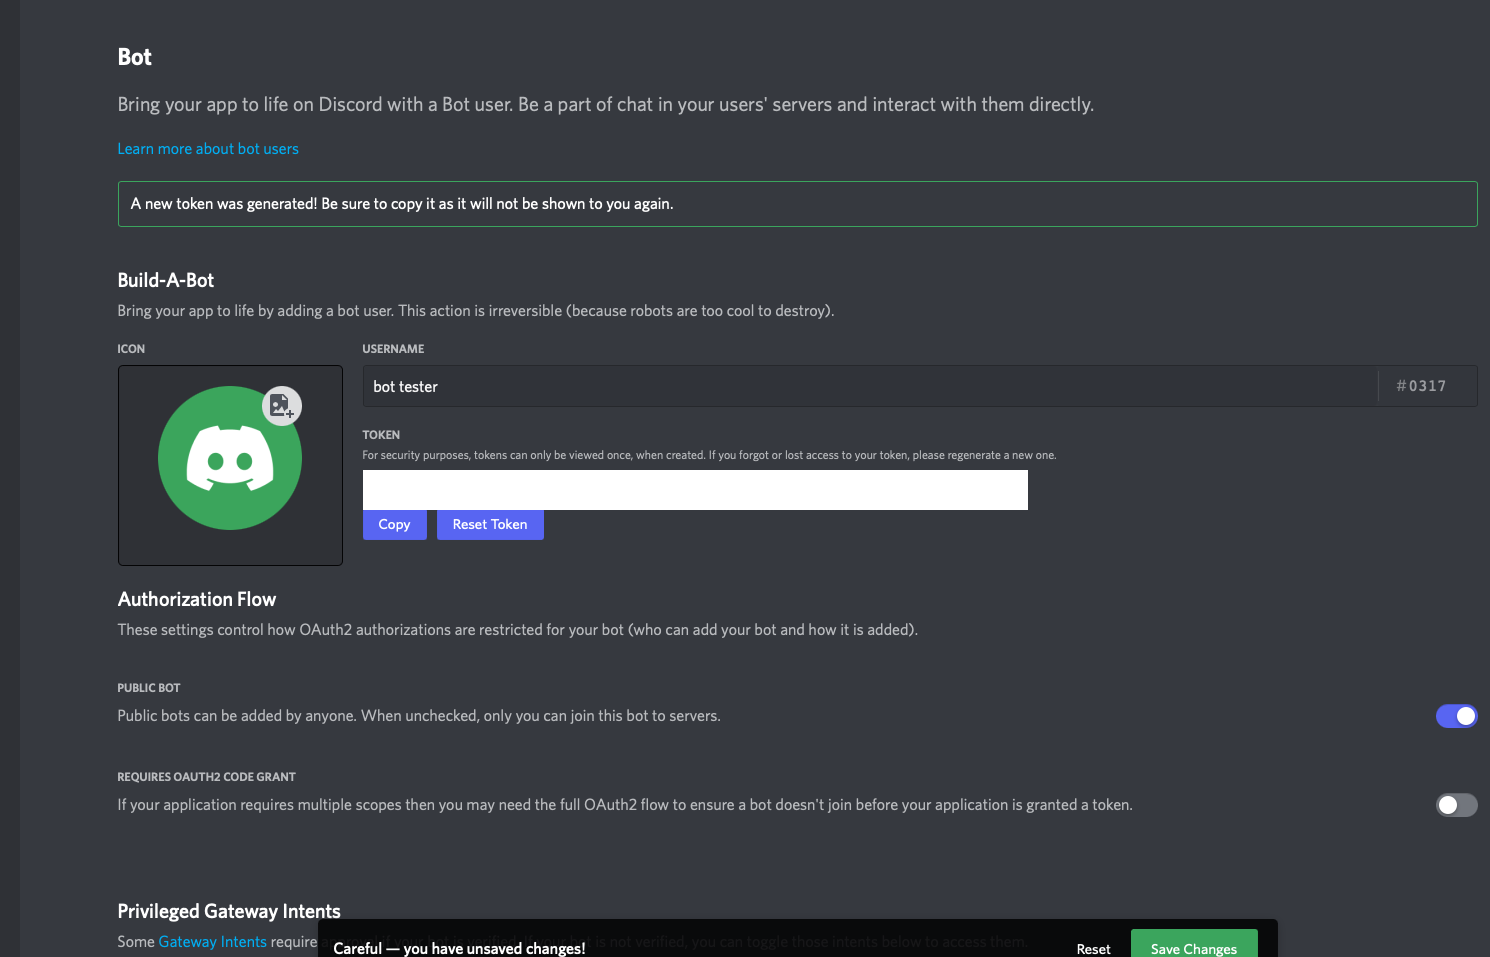 Bot
Bring your app to life on Discord with a Bot user. Be a part of chat in your users' servers and interact with them directly.
Learn more about bot users
A new token was generated! Be sure to copy it as it will not be shown to you again.
Build-A-Bot
Bring your app to life by adding a bot user. This action is irreversible (because robots are too cool to destroy).
ICON
USERNAME
bot tester
#0317
TOKEN
For security purposes, tokens can only be viewed once, when created. If you forgot or lost access to your token, please regenerate a new one.
Copy
Reset Token
Authorization Flow
These settings control how OAuth2 authorizations are restricted for your bot (who can add your bot and how it is added).
PUBLIC BOT
Public bots can be added by anyone. When unchecked, only you can join this bot to servers.
REQUIRES OAUTH2 CODE GRANT
If your application requires multiple scopes then you may need the full OAuth2 flow to ensure a bot doesn't join before your application is granted a token.
Privileged Gateway Intents
Some Gateway Intents require is not verified, you can toggle those intents below to access them.
Careful — you have unsaved changes!
Reset
Save Changes